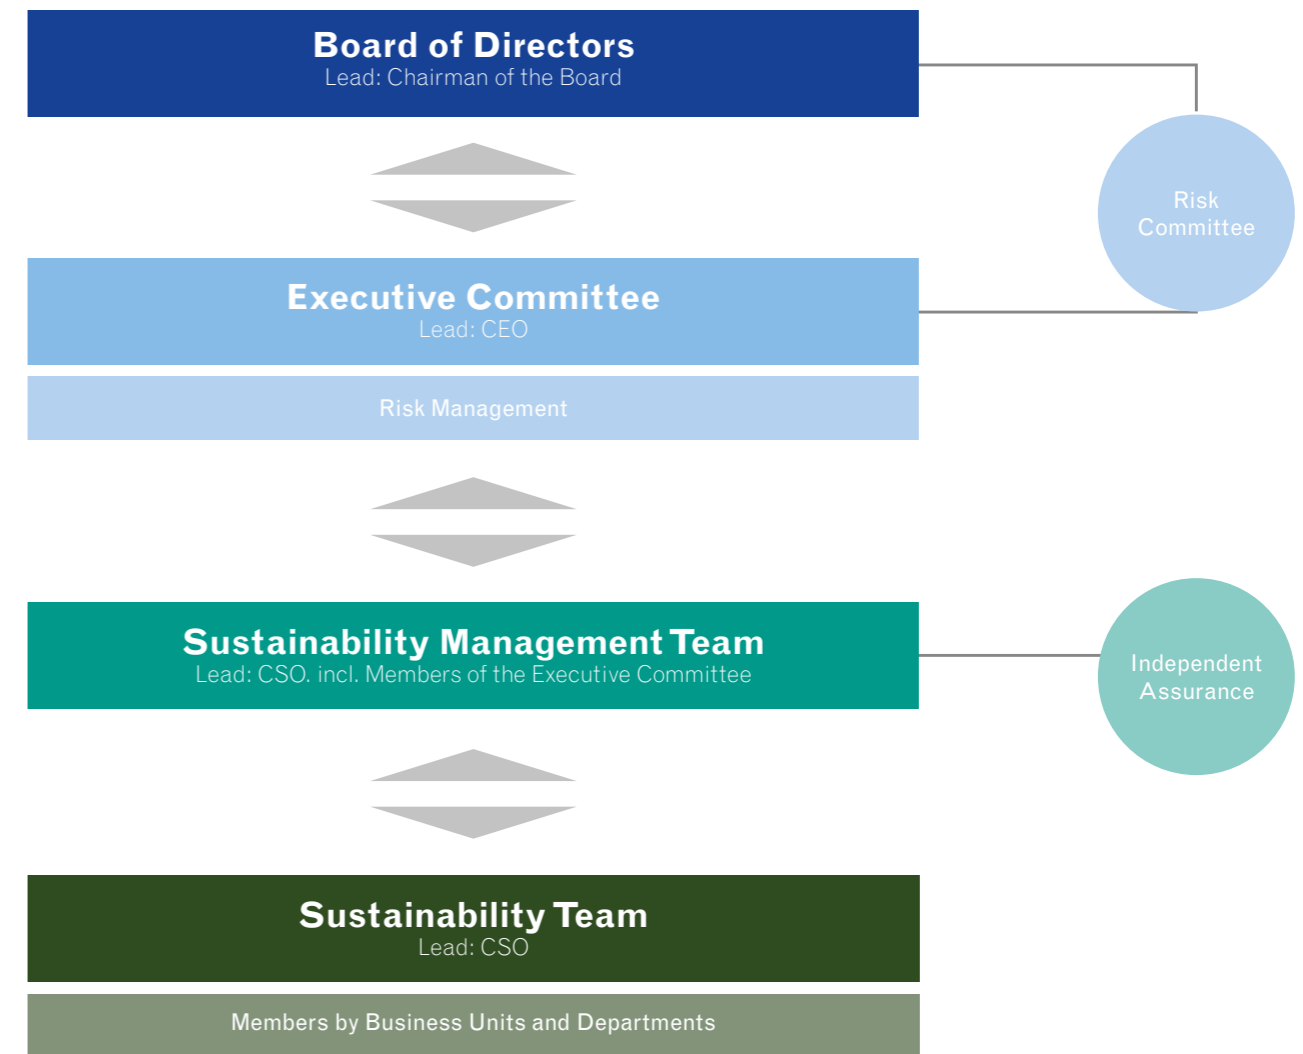 Board of Directors
Lead: Chairman of the Board
Risk
Committee
Executive Committee
Lead: CEO
Risk Management
Sustainability Management Team
Lead: CSO. incl. Members of the Executive Committee
Independent
Assurance
Sustainability Team
Lead: CSO
Members by Business Units and Departments